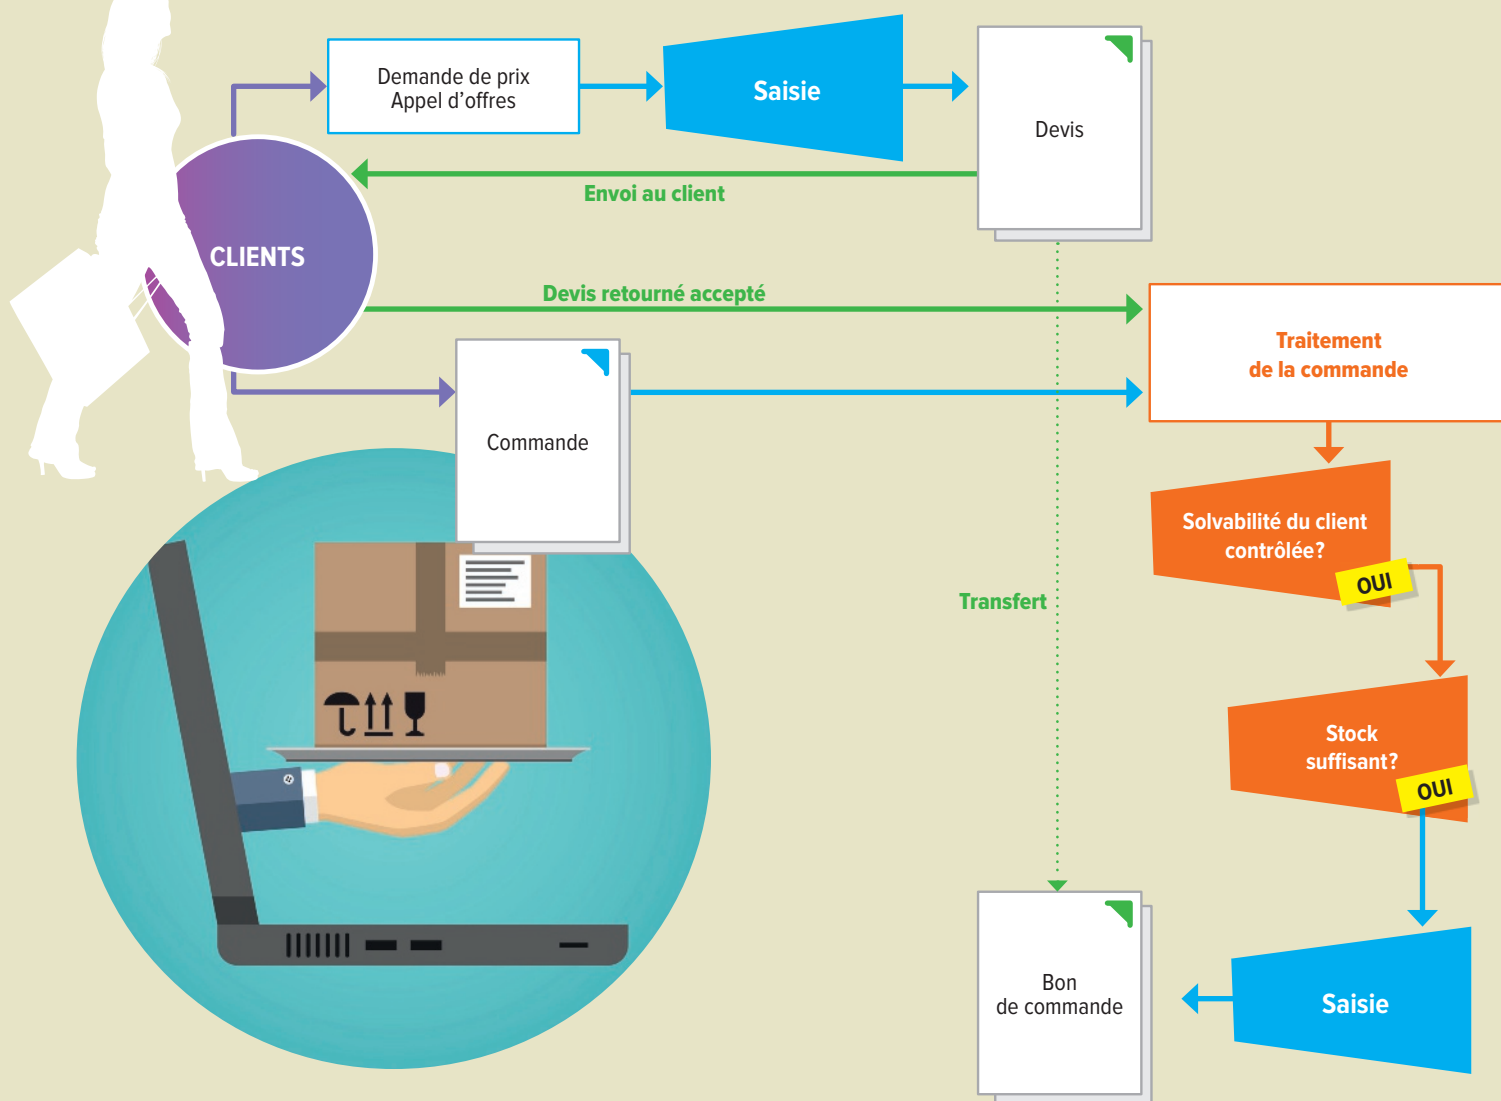 Demande de prix
Appel d’offres
Saisie
Devis
Envoi au client
CLIENTS
Devis retourné accepté
Traitement
de la commande
Commande
Solvabilité du client
contrôlée?
OUI
Transfert
Stock
suffisant?
OUI
Bon
de commande
Saisie